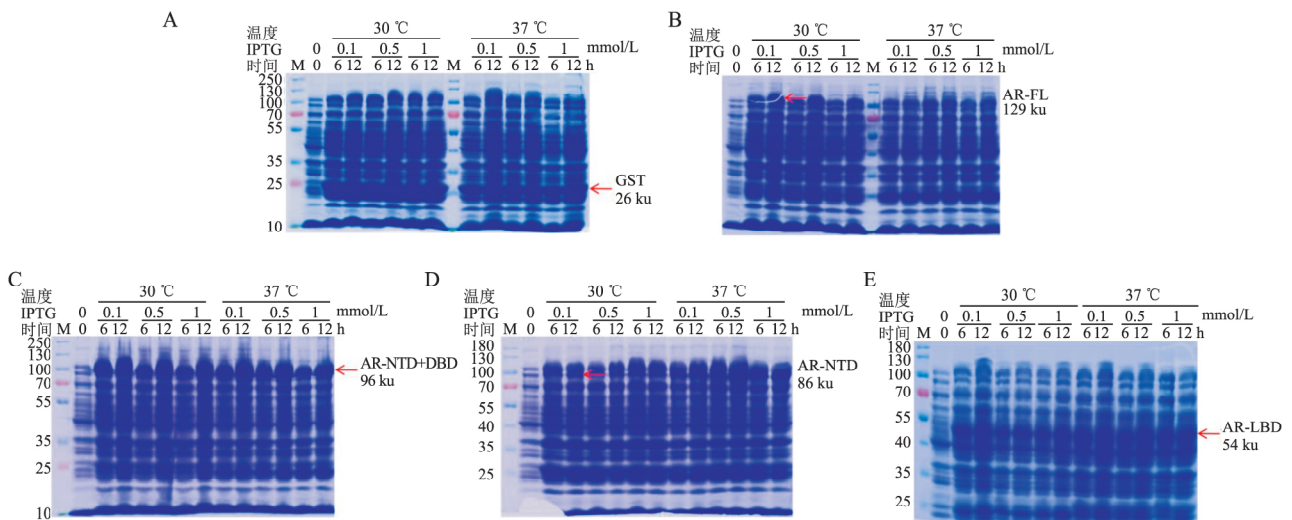 A
温度 30 ℃ 37 ℃
IPTG 0 0.1 0.5 1 0.1 0.5 1 mmol/L
时间 M 0 6 12 6 12 6 12 M 6 12 6 12 6 12 h
250
130
100
70
55
35
25
10
GST
26 ku
B
温度 30 ℃ 37 ℃
IPTG 0 0.1 0.5 1 0.1 0.5 1
时间 0 6 12 6 12 6 12 M 6 12 6 12 6 12
AR-FL
129 ku
C
温度 30 ℃ 37 ℃
IPTG 0 0.1 0.5 1 0.1 0.5 1 mmol/L
时间 M 0 6 12 6 12 6 12 6 12 6 12 6 12 h
250
130
100
70
55
35
25
10
AR-NTD+DBD
96 ku
D
温度 30 ℃ 37 ℃
IPTG 0 0.1 0.5 1 0.1 0.5 1 mmol/L
时间 M 0 6 12 6 12 6 12 6 12 6 12 6 12 h
180
130
100
70
55
40
35
25
AR-NTD
86 ku
E
温度 30 ℃ 37 ℃
IPTG 0 0.1 0.5 1 0.1 0.5 1 mmol/L
时间 M 0 6 12 6 12 6 12 6 12 6 12 6 12 h
180
130
100
70
55
40
35
25
AR-LBD
54 ku